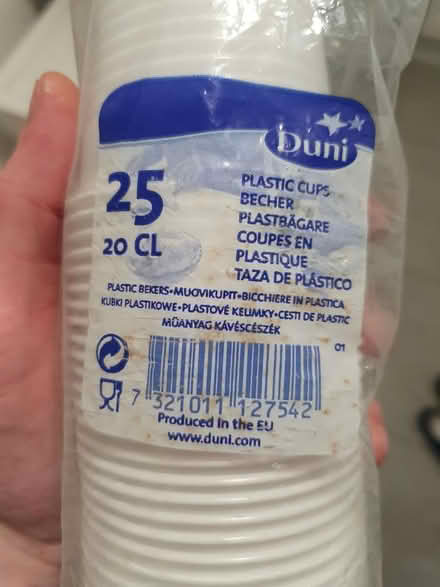 Duni
25
20 CL
PLASTIC CUPS
BECHER
PLASTBÄGARE
COUPES EN
PLASTIQUE
TAZA DE PLÁSTICO
PLASTIC BEKERS•MUOVIKUPIT•BICCHIERE IN PLASTICA
KUBKI PLASTIKOWE•PLASTOVÉ KELIMKY•CESTI DE PLASTIC
MŰANYAG KÁVÉSCÉSZÉK
01
7 321011 127542
Produced in the EU
www.duni.com